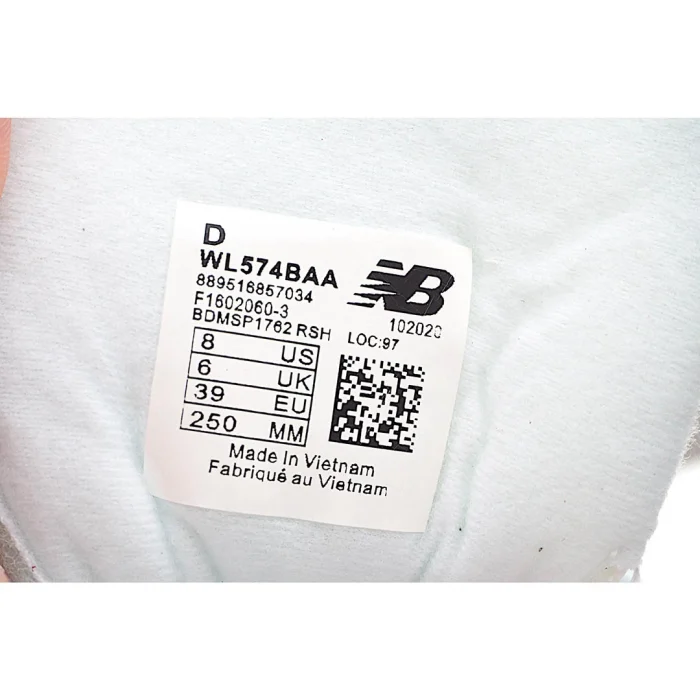 D
WL574BAA
889516857034
F1602060-3
BDMSP1762 RSH
NB
102020
LOC:97
8 US
6 UK
39 EU
250 MM
Made In Vietnam
Fabriqué au Vietnam